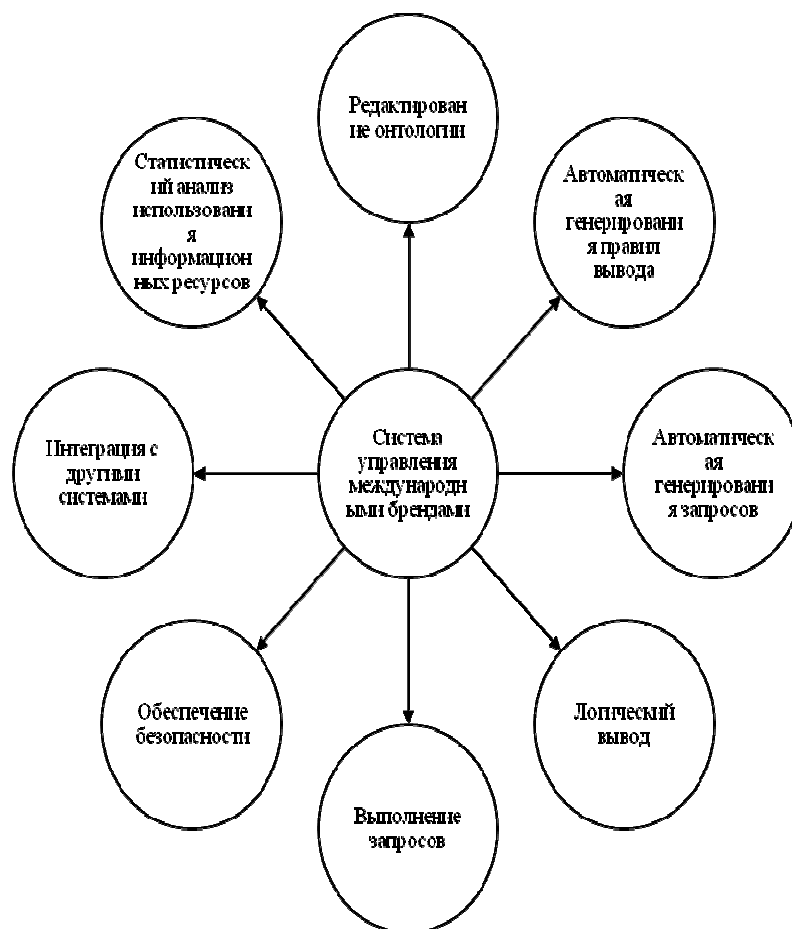 Редактирован
ие онтологии
Статистическ
ий анализ
использовани
я
информацион
ных ресурсов
Автоматическ
ая
генерировани
я правил
вывода
Интеграция с
другими
системами
Система
управления
международн
ыми брендами
Автоматическ
ая
генерировани
я запросов
Обеспечение
безопасности
Логический
вывод
Выполнение
запросов